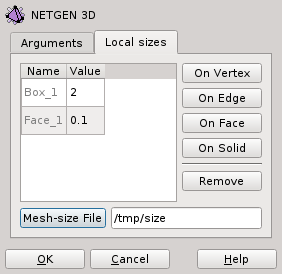 NETGEN 3D
Arguments Local sizes
Name Value
Box_1 2
Face_1 0.1
On Vertex
On Edge
On Face
On Solid
Remove
Mesh-size File /tmp/size
OK Cancel Help